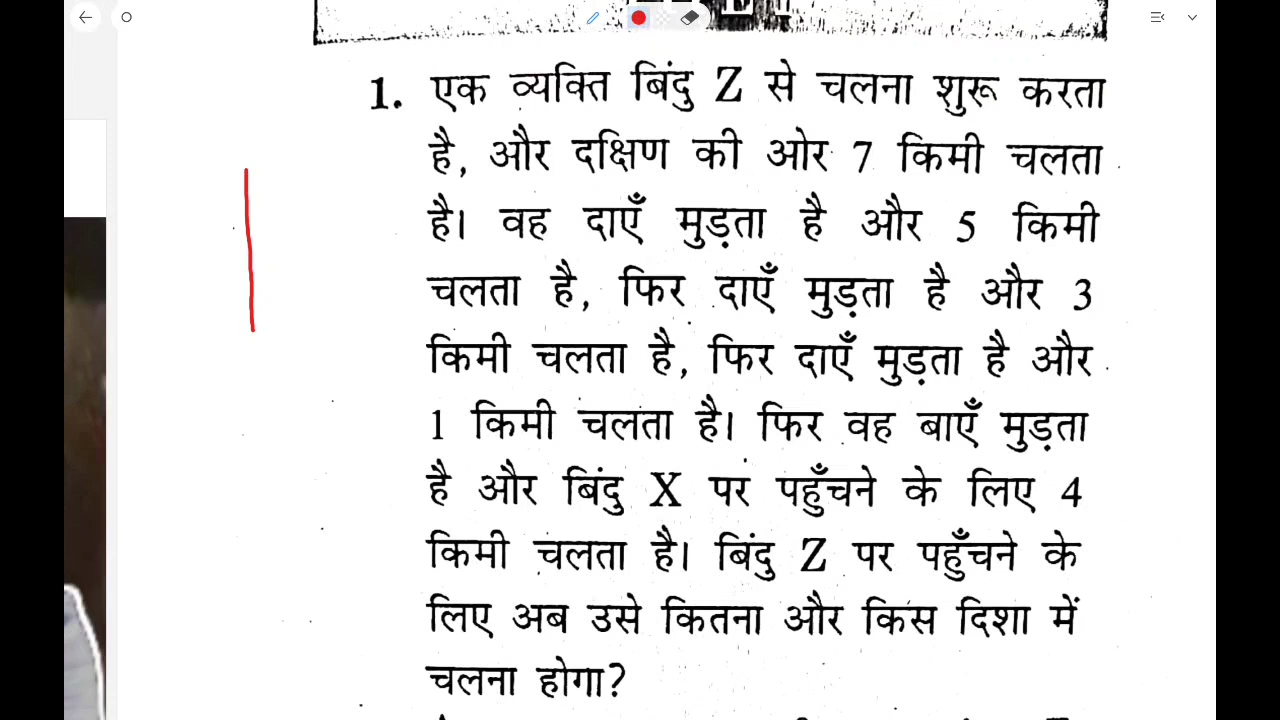 1. एक व्यक्ति बिंदु Z से चलना शुरू करता
है, और दक्षिण की ओर 7 किमी चलता
है। वह दाएँ मुड़ता है और 5 किमी
चलता है, फिर दाएँ मुड़ता है और 3
किमी चलता है, फिर दाएँ मुड़ता है और
1 किमी चलता है। फिर वह बाएँ मुड़ता
है और बिंदु X पर पहुँचने के लिए 4
किमी चलता है। बिंदु Z पर पहुँचने के
लिए अब उसे कितना और किस दिशा में
चलना होगा?